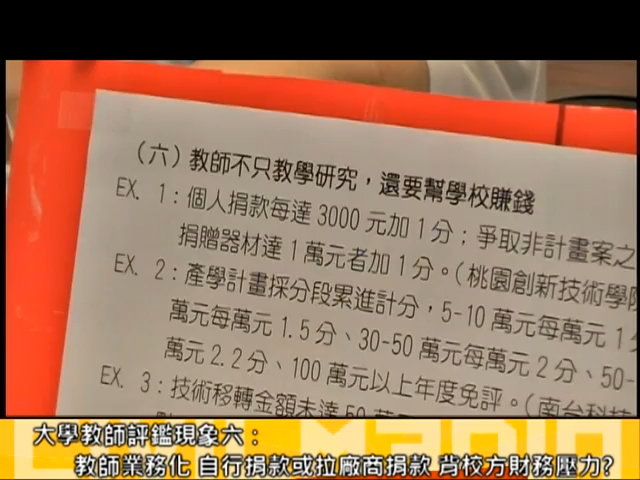 （六）教師不只教學研究，還要幫學校賺錢
EX. 1：個人捐款每達 3000 元加 1 分；爭取非計畫案之
捐贈器材達 1 萬元者加 1 分。（桃園創新技術學院
EX. 2：產學計畫採分段累進計分，5-10 萬元每萬元 1
萬元每萬元 1.5 分、30-50 萬元每萬元 2 分、50-
萬元 2.2 分、100 萬元以上年度免評。（南台科技
EX. 3：技術移轉金額未達 50 萬
大學教師評鑑現象六：
教師業務化 自行捐款或拉廠商捐款 背校方財務壓力?